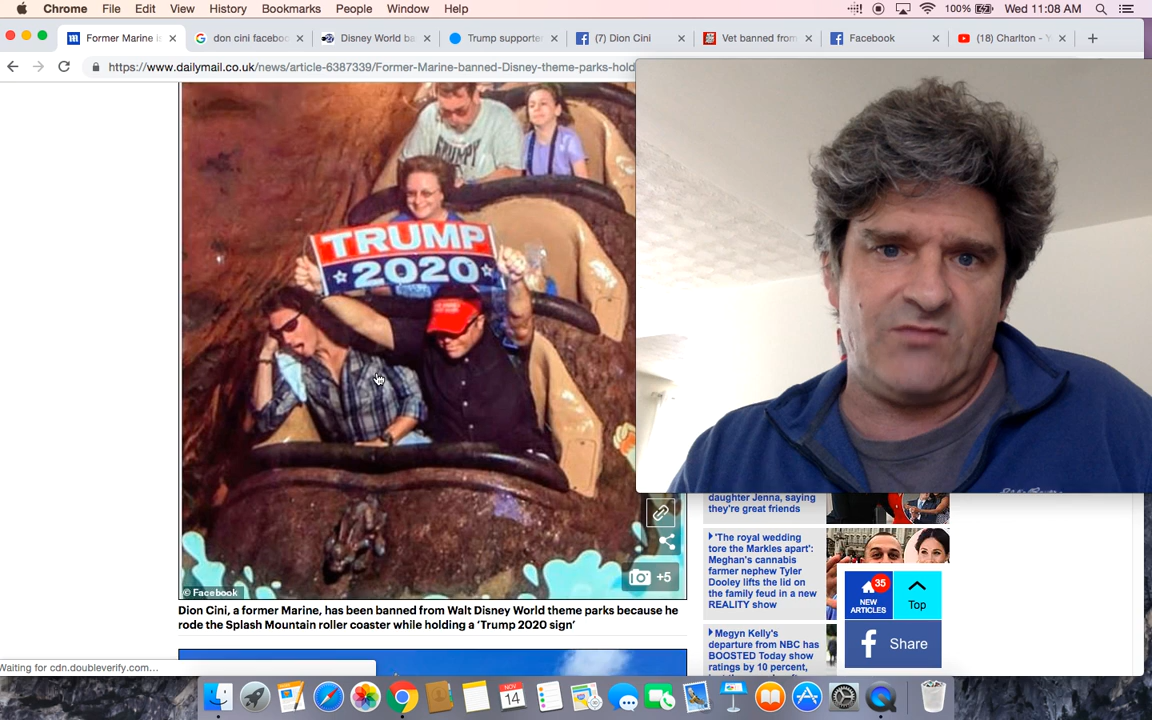 Chrome File Edit View History Bookmarks People Window Help 100% Wed 11:08 AM
Former Marine is
don cini faceboo
Disney World ba
Trump supporte
(7) Dion Cini
Vet banned from
Facebook
(18) Charlton - Y
https://www.dailymail.co.uk/news/article-6387339/Former-Marine-banned-Disney-theme-parks-hold
GRUMPY
TRUMP
2020
+5
© Facebook
Dion Cini, a former Marine, has been banned from Walt Disney World theme parks because he
rode the Splash Mountain roller coaster while holding a 'Trump 2020 sign'
daughter Jenna, saying
they're great friends
'The royal wedding
tore the Markles apart':
Meghan's cannabis
farmer nephew Tyler
Dooley lifts the lid on
the family feud in a new
REALITY show
Megyn Kelly's
departure from NBC has
BOOSTED Today show
ratings by 10 percent,
35
NEW
ARTICLES
Top
Share
Waiting for cdn.doubleverify.com...
NOV
14